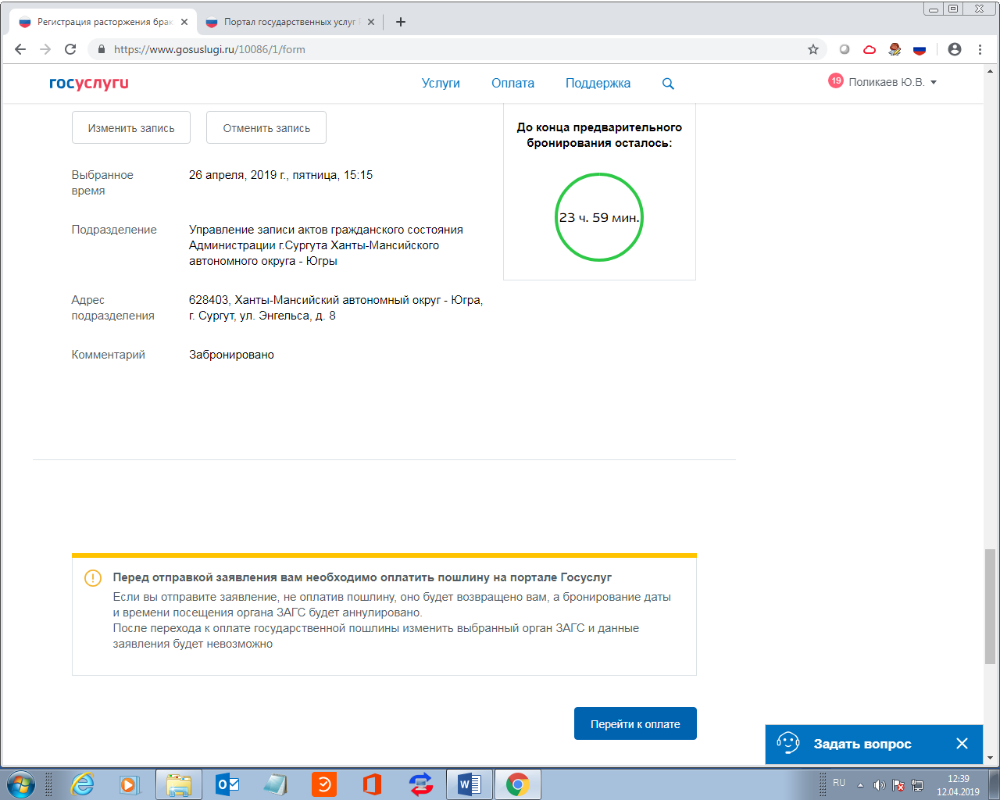 Регистрация расторжения брак
Портал государственных услуг
https://www.gosuslugi.ru/10086/1/form
госуслуги
Услуги
Оплата
Поддержка
19
Поликаев Ю.В.
Изменить запись
Отменить запись
До конца предварительного
бронирования осталось:
23 ч. 59 мин.
Выбранное
время
26 апреля, 2019 г., пятница, 15:15
Подразделение
Управление записи актов гражданского состояния
Администрации г.Сургута Ханты-Мансийского
автономного округа - Югры
Адрес
подразделения
628403, Ханты-Мансийский автономный округ - Югра,
г. Сургут, ул. Энгельса, д. 8
Комментарий
Забронировано
Перед отправкой заявления вам необходимо оплатить пошлину на портале Госуслуг
Если вы отправите заявление, не оплатив пошлину, оно будет возвращено вам, а бронирование даты
и времени посещения органа ЗАГС будет аннулировано.
После перехода к оплате государственной пошлины изменить выбранный орган ЗАГС и данные
заявления будет невозможно
Перейти к оплате
Задать вопрос
RU
12:39
12.04.2019